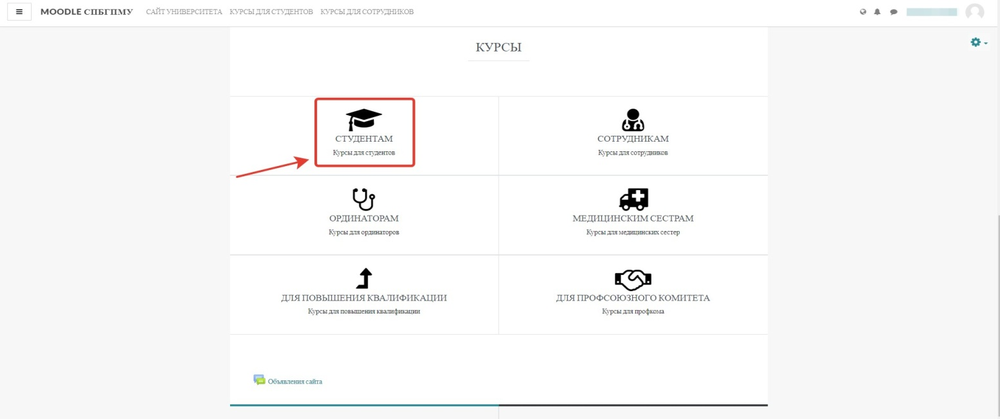 MOODLE СПБГПМУ САЙТ УНИВЕРСИТЕТА КУРСЫ ДЛЯ СТУДЕНТОВ КУРСЫ ДЛЯ СОТРУДНИКОВ
КУРСЫ
СТУДЕНТАМ
Курсы для студентов
СОТРУДНИКАМ
Курсы для сотрудников
ОРДИНАТОРАМ
Курсы для ординаторов
МЕДИЦИНСКИМ СЕСТРАМ
Курсы для медицинских сестер
ДЛЯ ПОВЫШЕНИЯ КВАЛИФИКАЦИИ
Курсы для повышения квалификации
ДЛЯ ПРОФСОЮЗНОГО КОМИТЕТА
Курсы для профкома
Объявления сайта